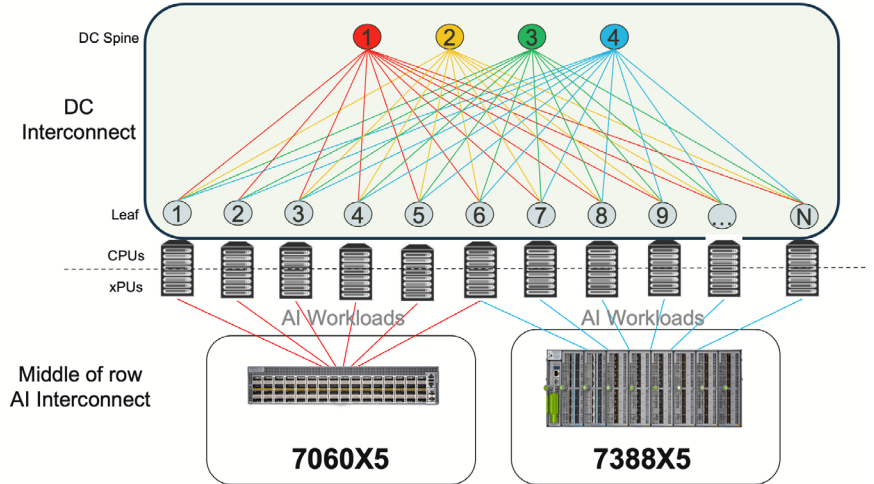 DC Spine
1 2 3 4
DC
Interconnect
Leaf
1 2 3 4 5 6 7 8 9 ... N
CPUs
xPUs
AI Workloads AI Workloads
Middle of row
AI Interconnect
7060X5 7388X5